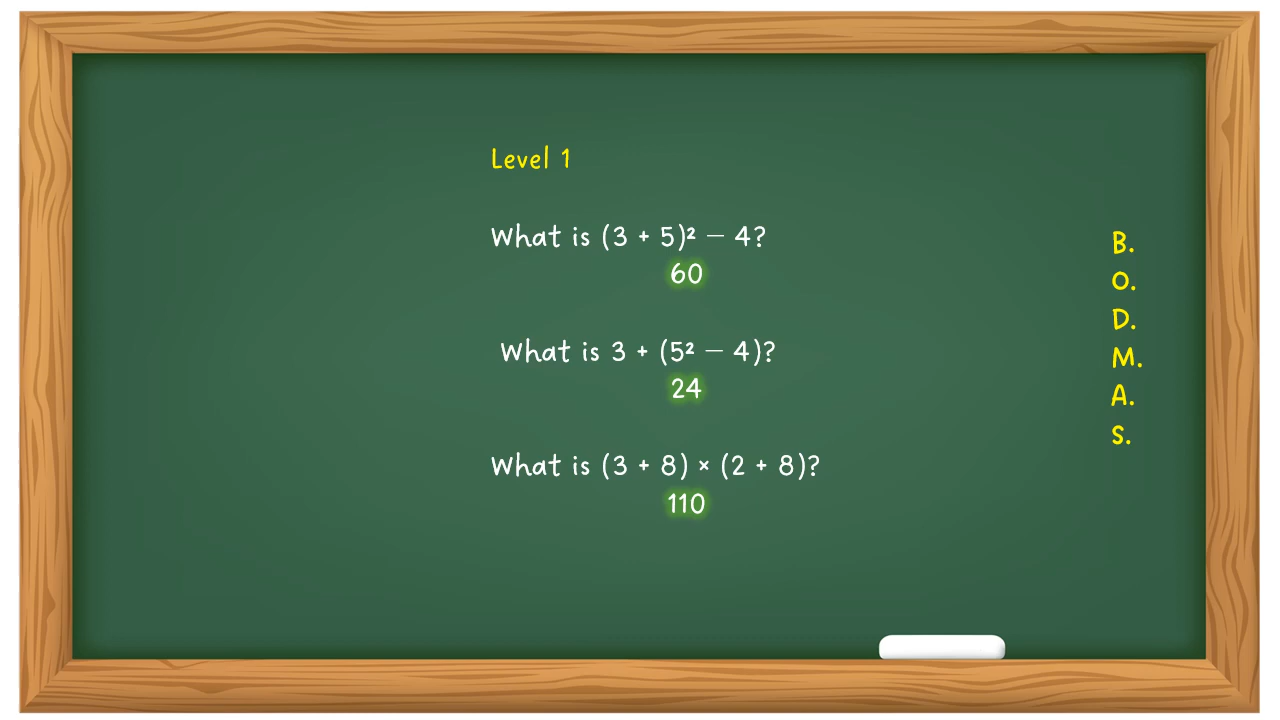 Level 1
What is (3 + 5)² − 4?
60
What is 3 + (5² − 4)?
24
What is (3 + 8) × (2 + 8)?
110
B.
O.
D.
M.
A.
S.